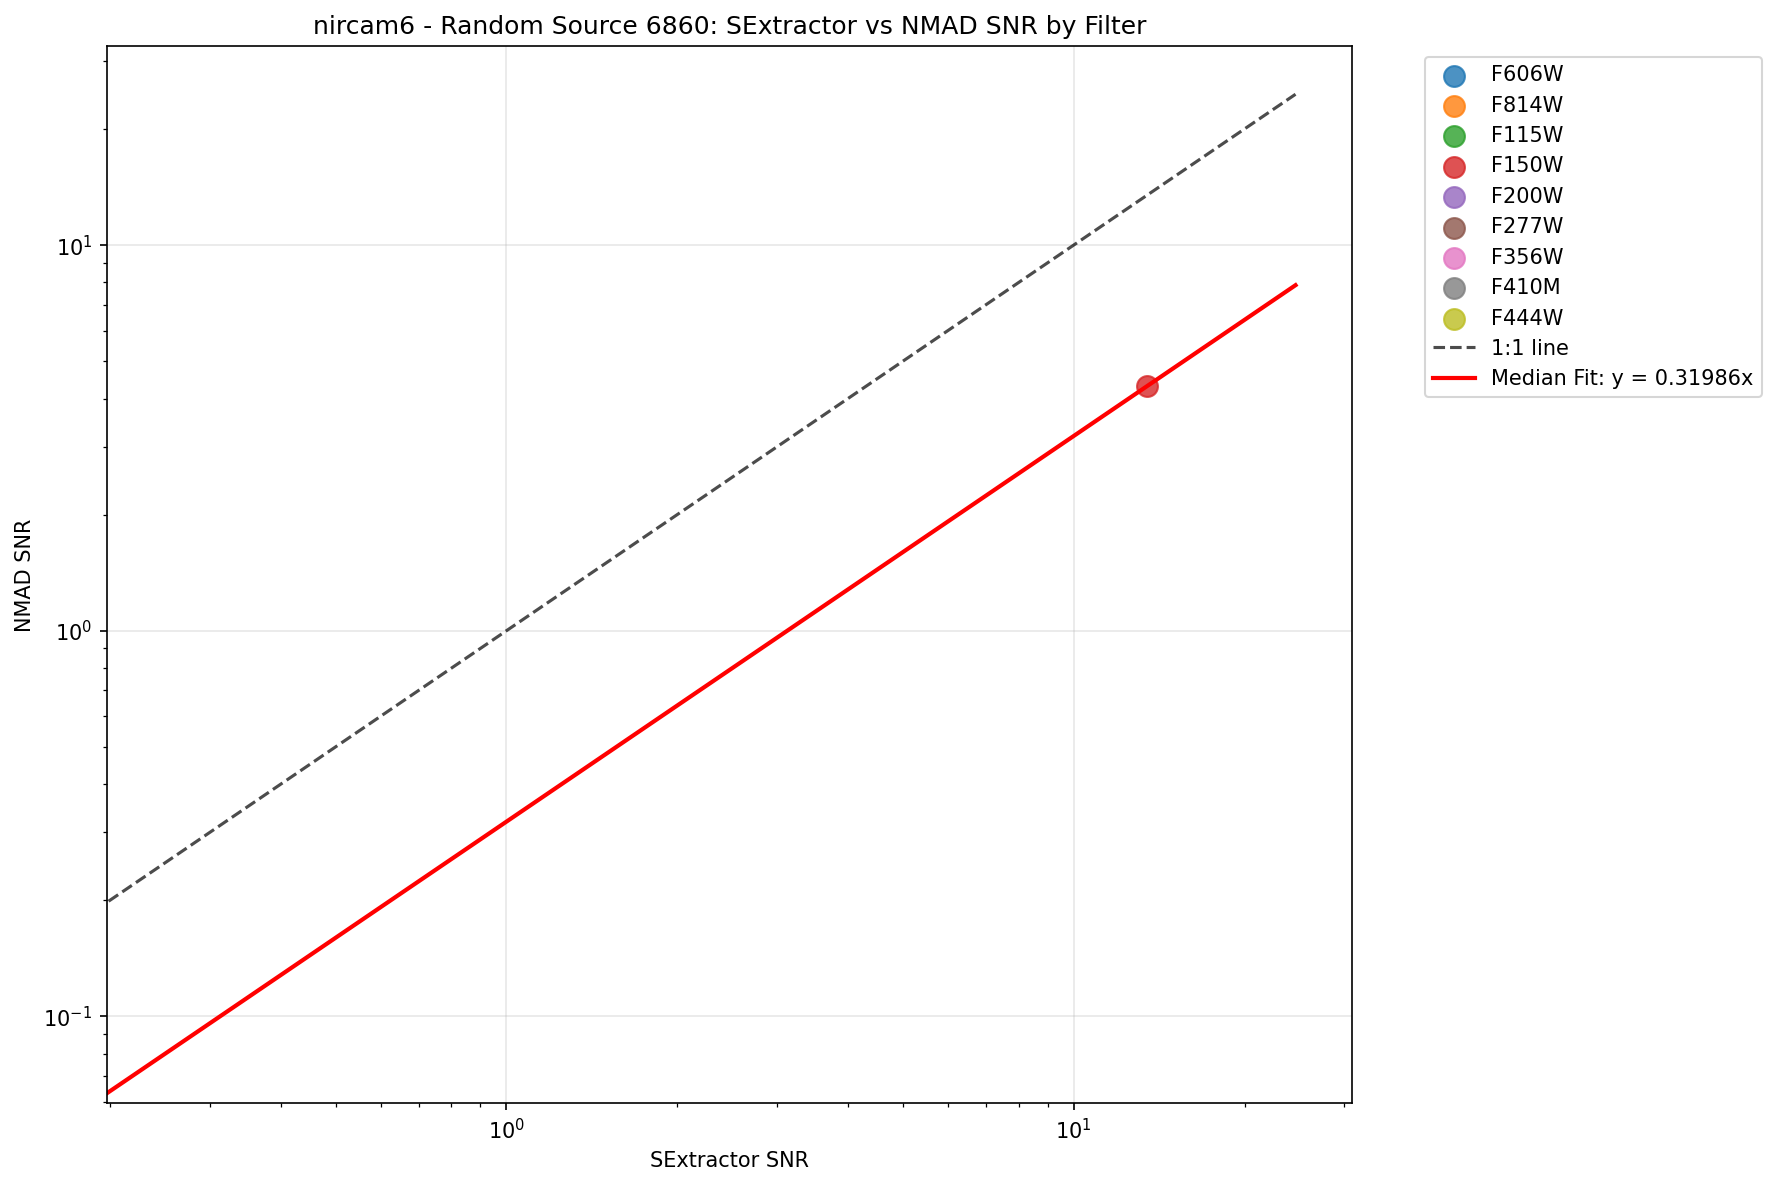 nircam6 - Random Source 6860: SExtractor vs NMAD SNR by Filter
F606W
F814W
F115W
F150W
F200W
F277W
F356W
F410M
F444W
1:1 line
Median Fit: y = 0.31986x
NMAD SNR
10¹
10⁰
10⁻¹
10⁰ 10¹
SExtractor SNR